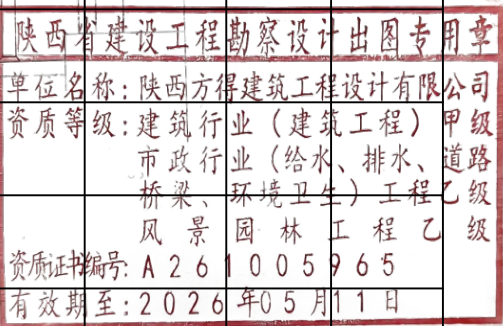 陕西省建设工程勘察设计出图专用章
单位名称:陕西方得建筑工程设计有限公司
资质等级:建筑行业(建筑工程)甲级
市政行业(给水、排水、道路
桥梁、环境卫生)工程乙级
风景园林工程乙级
资质证书编号:A261005965
有效期至:2026年05月11日